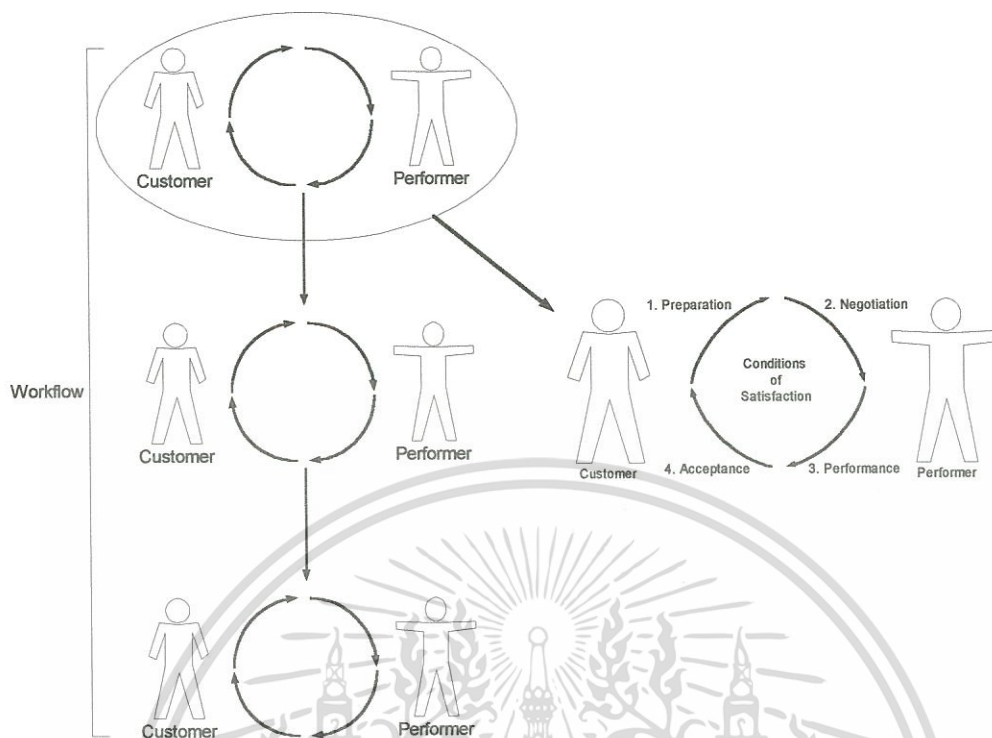 Customer
Performer
1. Preparation
2. Negotiation
Conditions
of
Satisfaction
Workflow
Customer
Performer
4. Acceptance
3. Performance
Customer
Performer
Customer
Performer